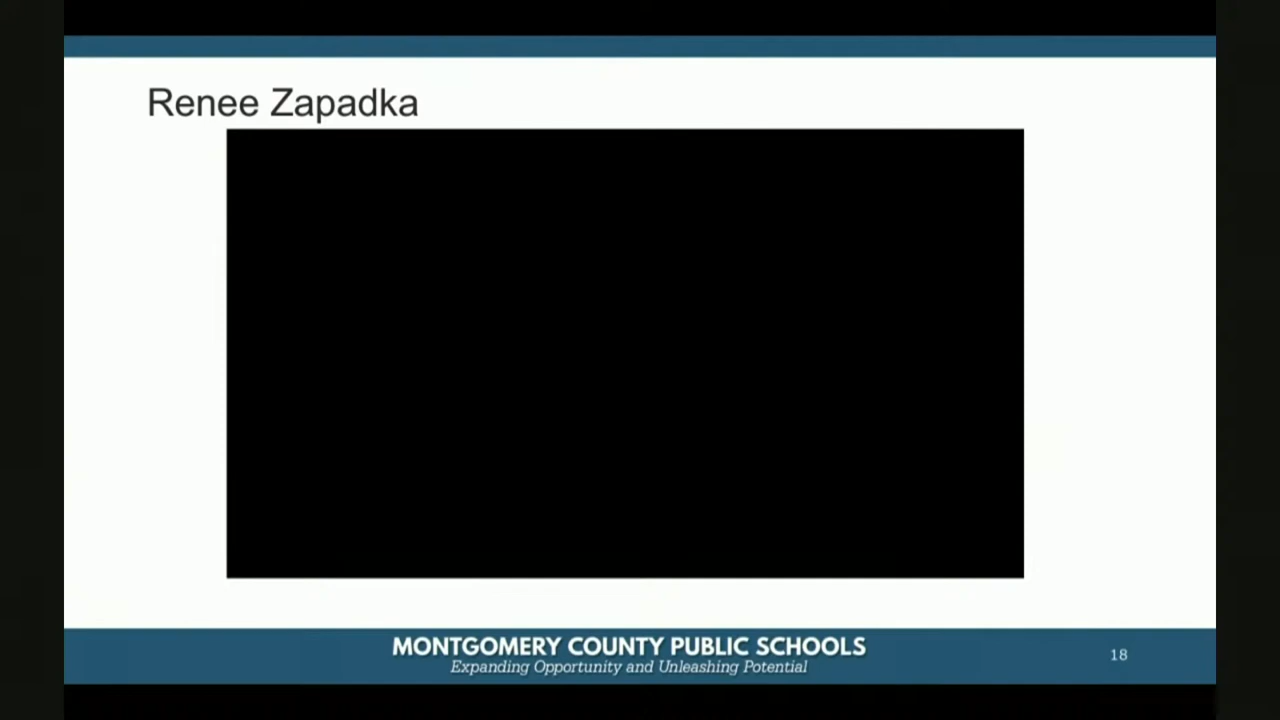 Renee Zapadka
MONTGOMERY COUNTY PUBLIC SCHOOLS
Expanding Opportunity and Unleashing Potential
18